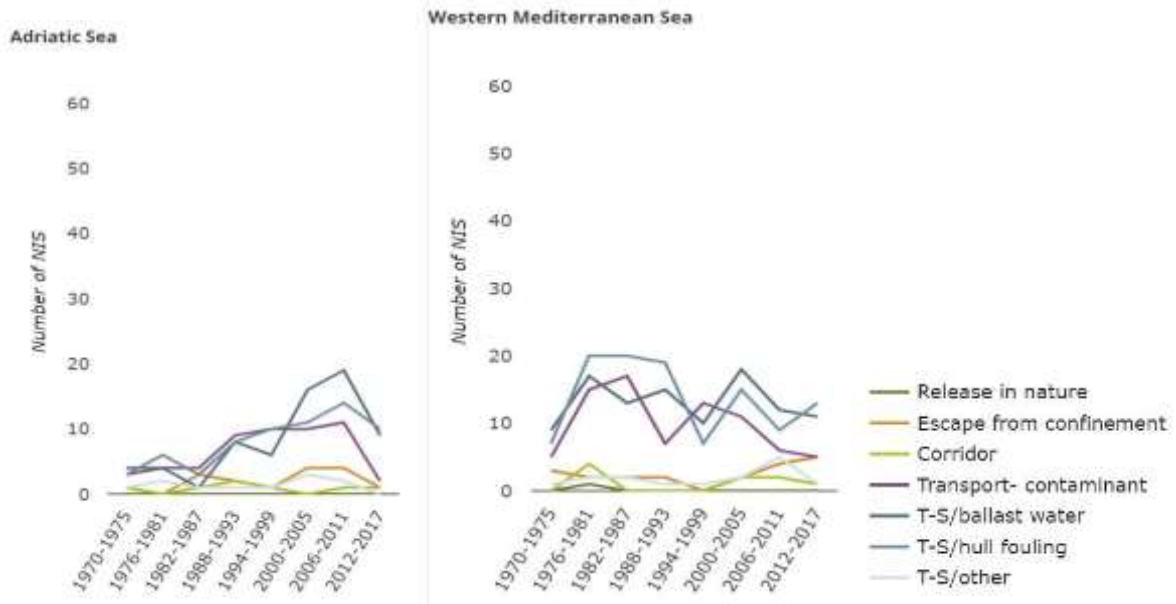 Adriatic Sea
Number of NIS
60
50
40
30
20
10
0
1970-1975
1976-1981
1982-1987
1988-1993
1994-1999
2000-2005
2006-2011
2012-2017
Western Mediterranean Sea
Number of NIS
60
50
40
30
20
10
0
1970-1975
1976-1981
1982-1987
1988-1993
1994-1999
2000-2005
2006-2011
2012-2017
Release in nature
Escape from confinement
Corridor
Transport- contaminant
T-S/ballast water
T-S/hull fouling
T-S/other